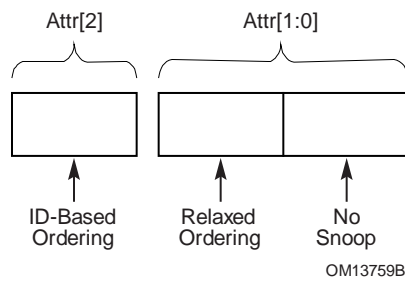 Attr[2]
Attr[1:0]
ID-Based
Ordering
Relaxed
Ordering
No
Snoop
OM13759B